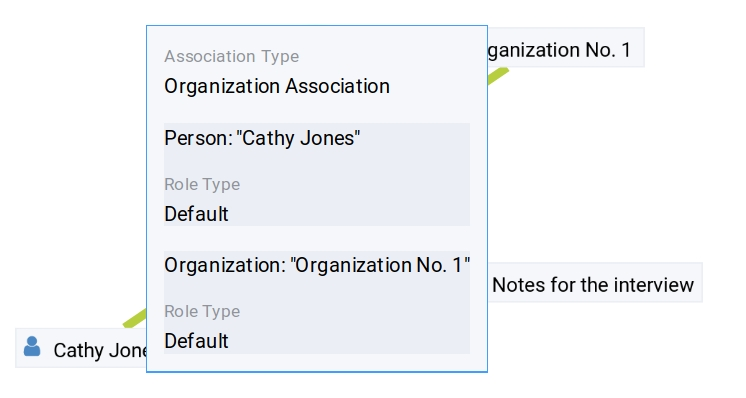 Association Type
Organization Association
Person: "Cathy Jones"
Role Type
Default
Organization: "Organization No. 1"
Role Type
Default
ganization No. 1
Notes for the interview
Cathy Jone